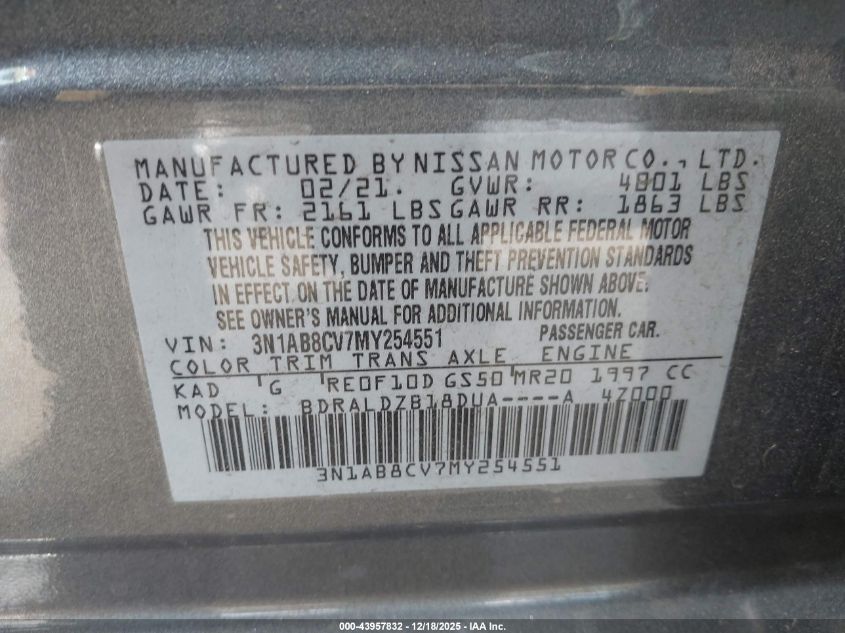 MANUFACTURED BY NISSAN MOTOR CO., LTD.
DATE: 02/21. GVWR: 4001 LBS
GAWR FR: 2161 LBS GAWR RR: 1863 LBS
THIS VEHICLE CONFORMS TO ALL APPLICABLE FEDERAL MOTOR
VEHICLE SAFETY, BUMPER AND THEFT PREVENTION STANDARDS
IN EFFECT ON THE DATE OF MANUFACTURE SHOWN ABOVE.
SEE OWNER'S MANUAL FOR ADDITIONAL INFORMATION.
VIN: 3N1AB8CV7MY254551 PASSENGER CAR.
COLOR TRIM TRANS AXLE ENGINE
KAD G RE0F10D GS50 MR20 1997 CC
MODEL: BDRALDZB18DUA----A 4Z000
3N1AB8CV7MY254551
000-43957832 - 12/18/2025 - IAA Inc.